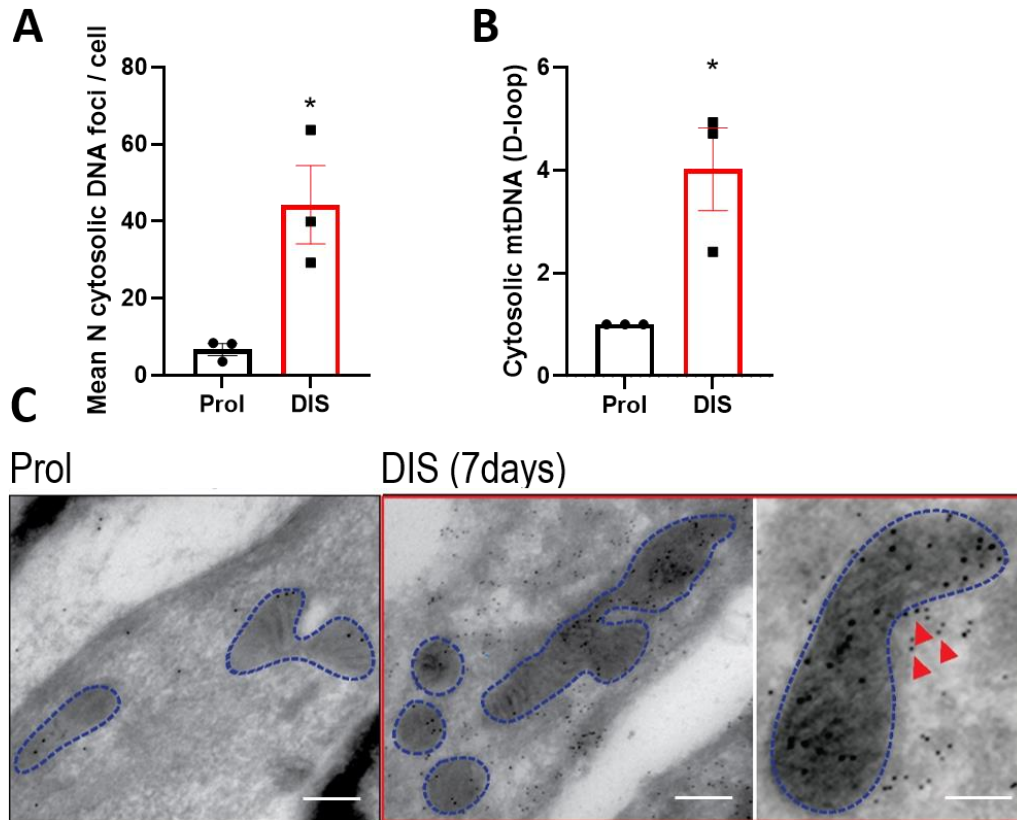 A
Mean N cytosolic DNA foci / cell
80
60
40
20
0
*
Prol
DIS
B
Cytosolic mtDNA (D-loop)
6
4
2
0
*
Prol
DIS
C
Prol
DIS (7days)